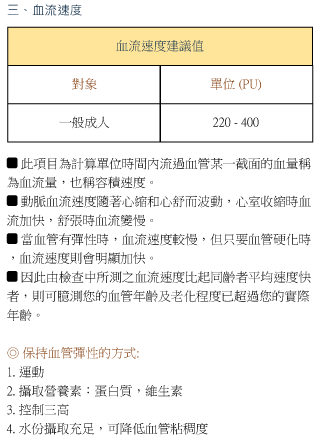 三、血流速度
血流速度建議值
對象 單位 (PU)
一般成人 220 - 400
■ 此項目為計算單位時間內流過血管某一截面的血量稱
為血流量，也稱容積速度。
■ 動脈血流速度隨著心縮和心舒而波動，心室收縮時血
流加快，舒張時血流變慢。
■ 當血管有彈性時，血流速度較慢，但只要血管硬化時
，血流速度則會明顯加快。
■ 因此由檢查中所測之血流速度比起同齡者平均速度快
者，則可臆測您的血管年齡及老化程度已超過您的實際
年齡。
◎ 保持血管彈性的方式:
1. 運動
2. 攝取營養素：蛋白質，維生素
3. 控制三高
4. 水份攝取充足，可降低血管粘稠度